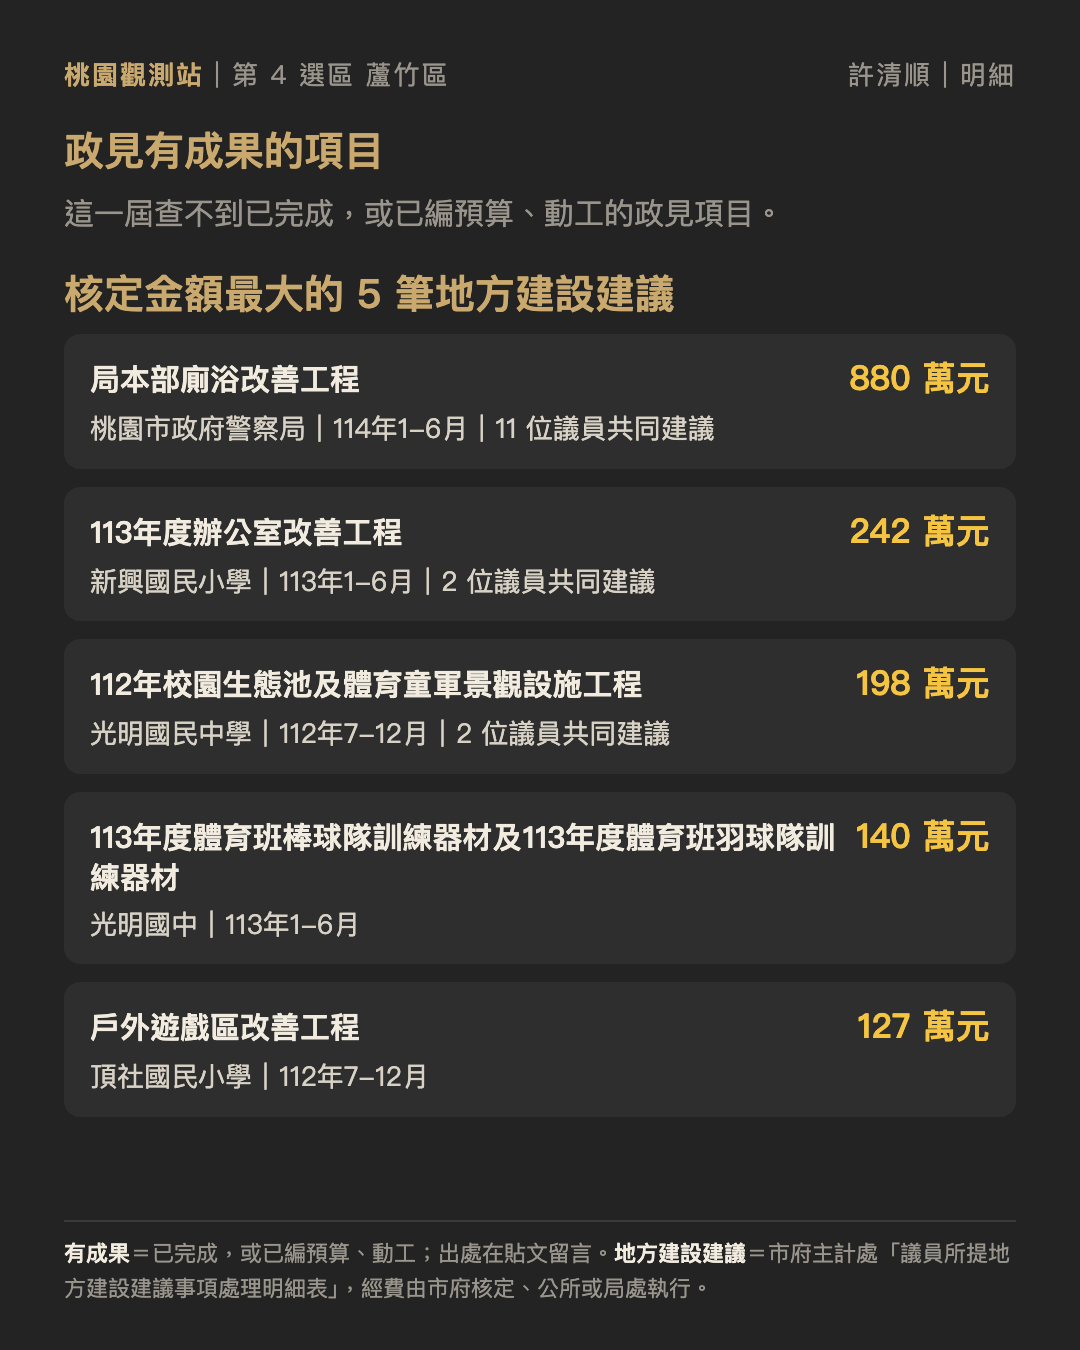 桃園觀測站｜第 4 選區 蘆竹區
許清順｜明細
政見有成果的項目
這一屆查不到已完成，或已編預算、動工的政見項目。
核定金額最大的 5 筆地方建設建議
局本部廁浴改善工程
880 萬元
桃園市政府警察局｜114年1–6月｜11 位議員共同建議
113年度辦公室改善工程
242 萬元
新興國民小學｜113年1–6月｜2 位議員共同建議
112年校園生態池及體育童軍景觀設施工程
198 萬元
光明國民中學｜112年7–12月｜2 位議員共同建議
113年度體育班棒球隊訓練器材及113年度體育班羽球隊訓
練器材
140 萬元
光明國中｜113年1–6月
戶外遊戲區改善工程
127 萬元
頂社國民小學｜112年7–12月
有成果＝已完成，或已編預算、動工；出處在貼文留言。地方建設建議＝市府主計處「議員所提地
方建設建議事項處理明細表」，經費由市府核定、公所或局處執行。